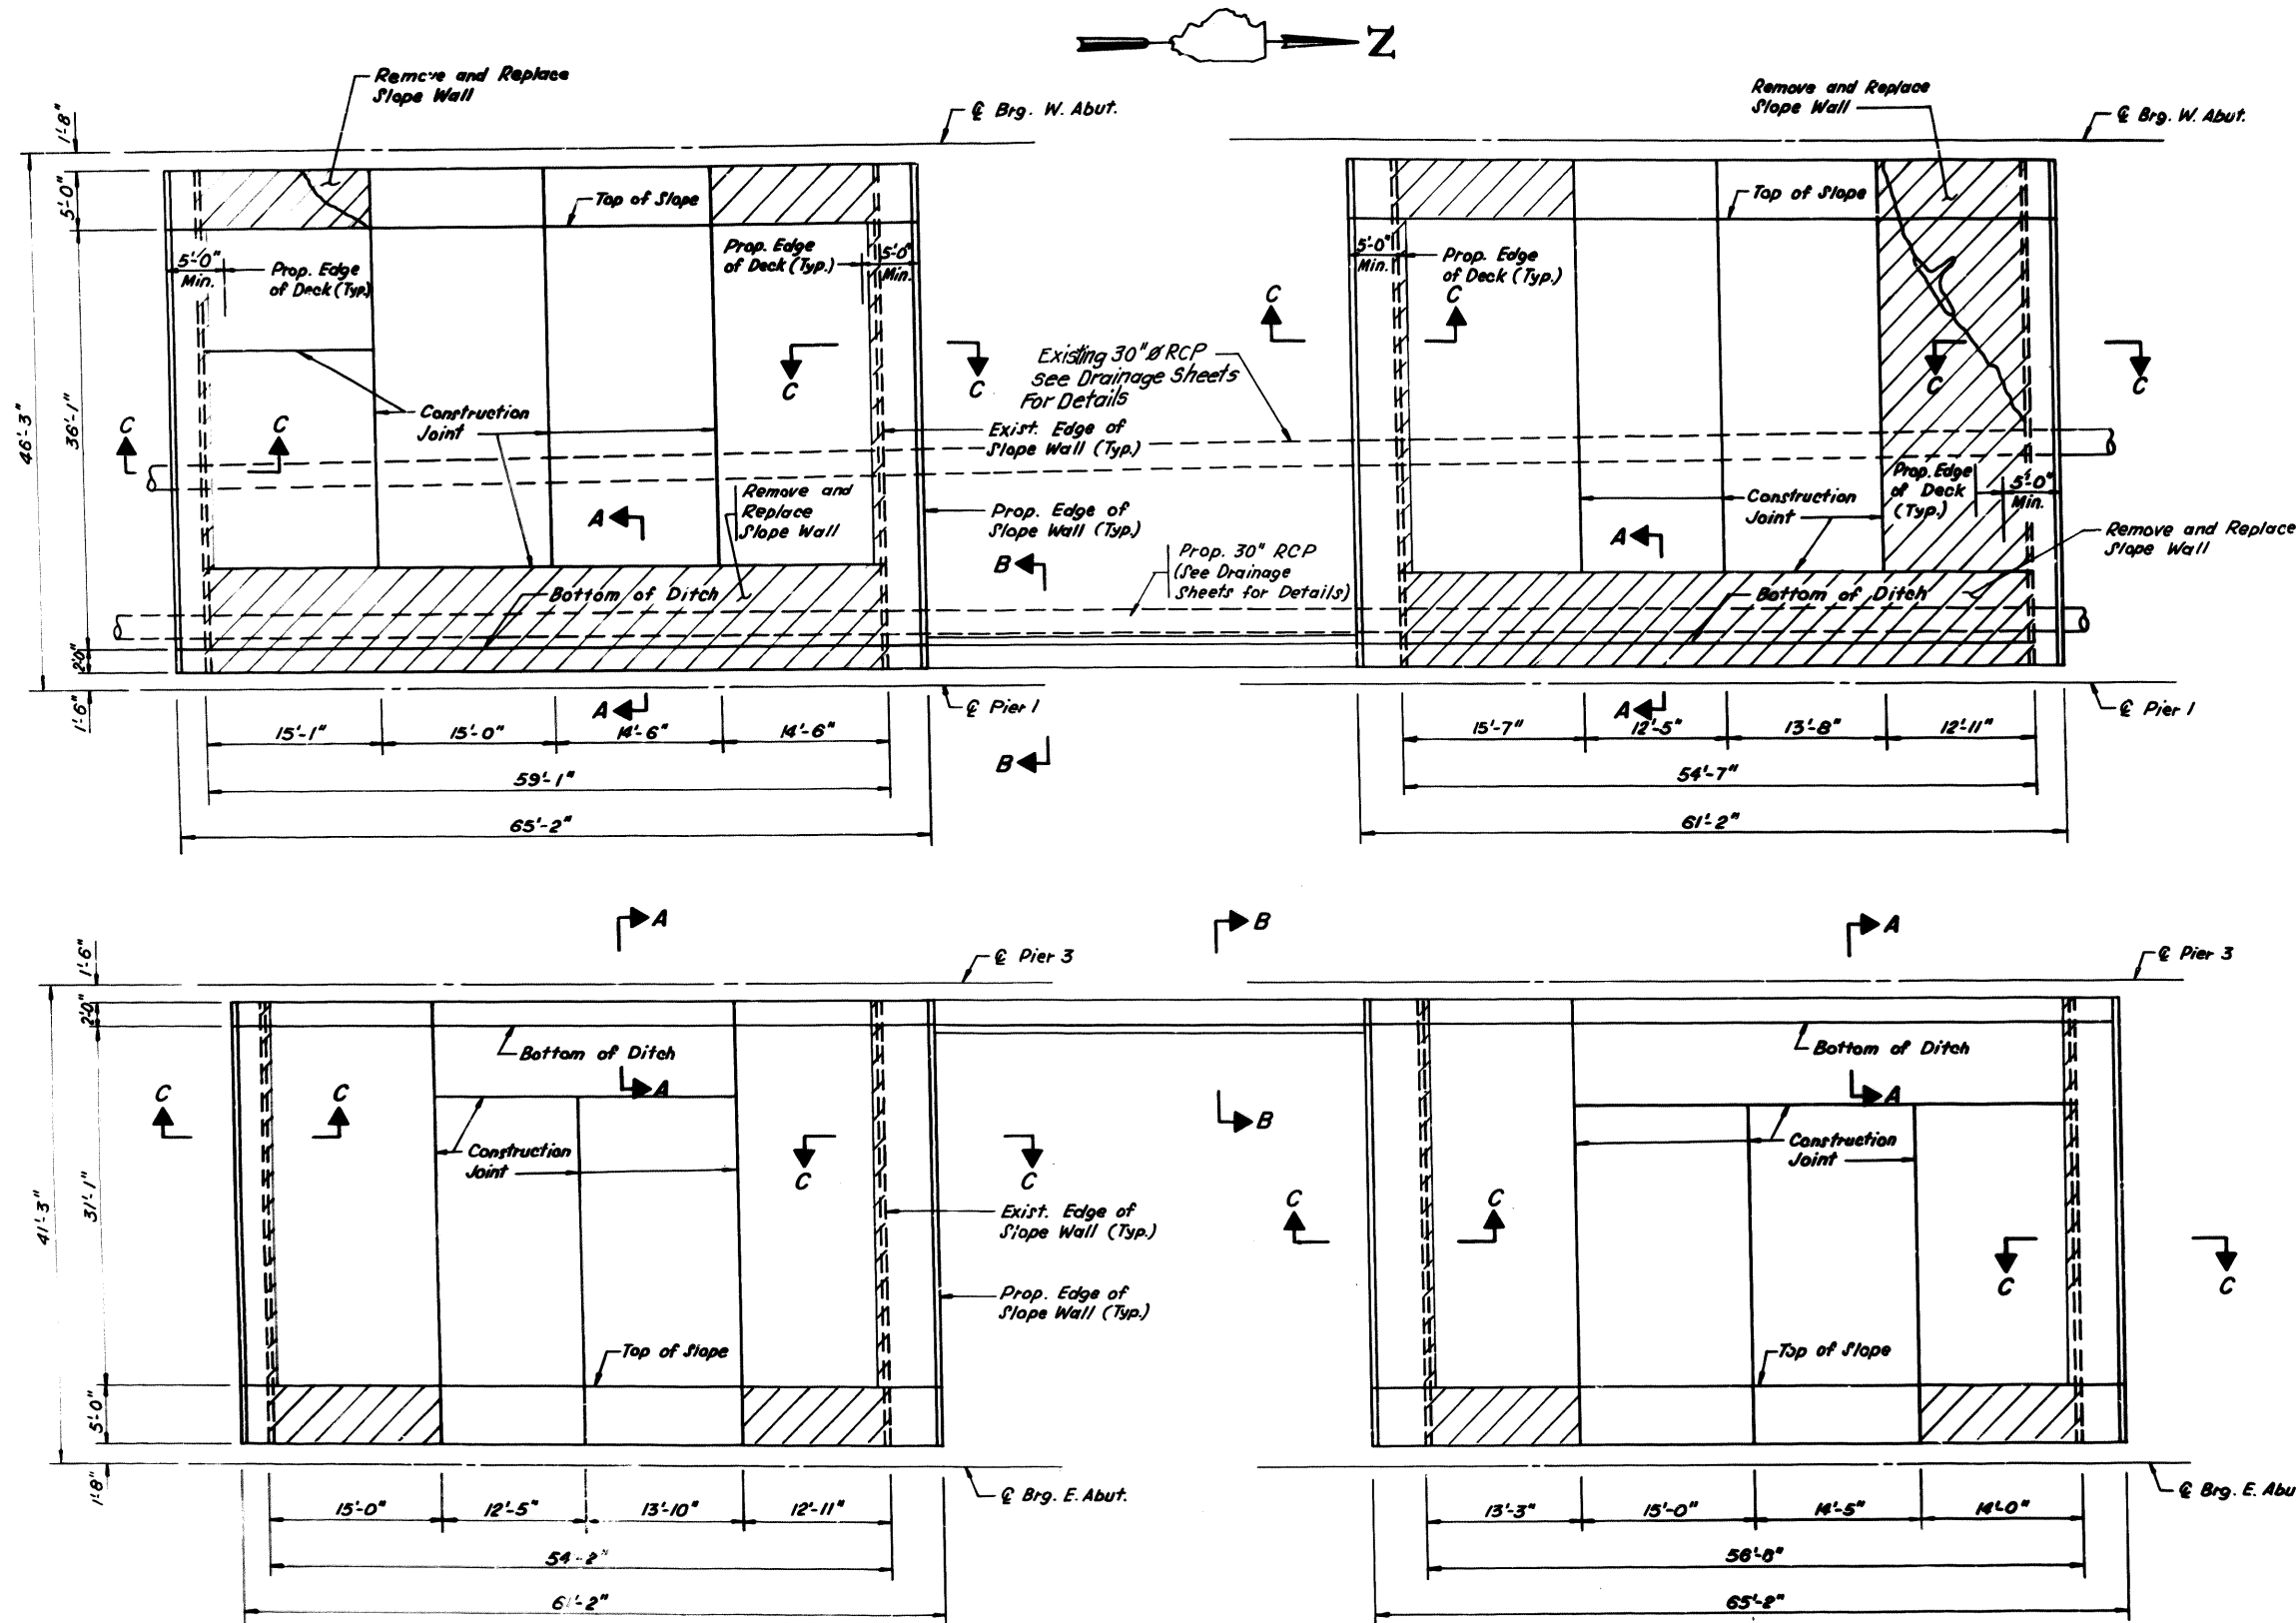 Z
Remove and Replace
Slope Wall
℄ Brg. W. Abut.
Remove and Replace
Slope Wall
℄ Brg. W. Abut.
1'-8"
5'-0"
36'-1"
46'-3"
2'-0"
1'-6"
Top of Slope
5'-0"
Min.
Prop. Edge
of Deck (Typ.)
Prop. Edge
of Deck (Typ.)
5'-0"
Min.
C
C
C
C
Construction
Joint
Existing 30" Ø RCP
see Drainage Sheets
For Details
Exist. Edge of
Slope Wall (Typ.)
Remove and
Replace
Slope Wall
A
Prop. Edge of
Slope Wall (Typ.)
B
Prop. 30" RCP
(See Drainage
Sheets for Details)
Bottom of Ditch
℄ Pier 1
A
B
15'-1"
15'-0"
14'-6"
14'-6"
59'-1"
65'-2"
Top of Slope
5'-0"
Min.
Prop. Edge
of Deck (Typ.)
C
C
C
C
Prop. Edge
of Deck
(Typ.)
5'-0"
Min.
Construction
Joint
A
Remove and Replace
Slope Wall
Bottom of Ditch
℄ Pier 1
A
15'-7"
12'-5"
13'-8"
12'-11"
54'-7"
61'-2"
A
B
A
1'-6"
2'-0"
31'-1"
41'-3"
5'-0"
1'-8"
℄ Pier 3
℄ Pier 3
Bottom of Ditch
A
C
C
Construction
Joint
C
C
B
Exist. Edge of
Slope Wall (Typ.)
Prop. Edge of
Slope Wall (Typ.)
Top of Slope
℄ Brg. E. Abut.
15'-0"
12'-5"
13'-10"
12'-11"
54'-2"
61'-2"
Bottom of Ditch
A
Construction
Joint
C
C
C
C
Top of Slope
℄ Brg. E. Abu
13'-3"
15'-0"
14'-5"
14'-0"
56'-8"
65'-2"